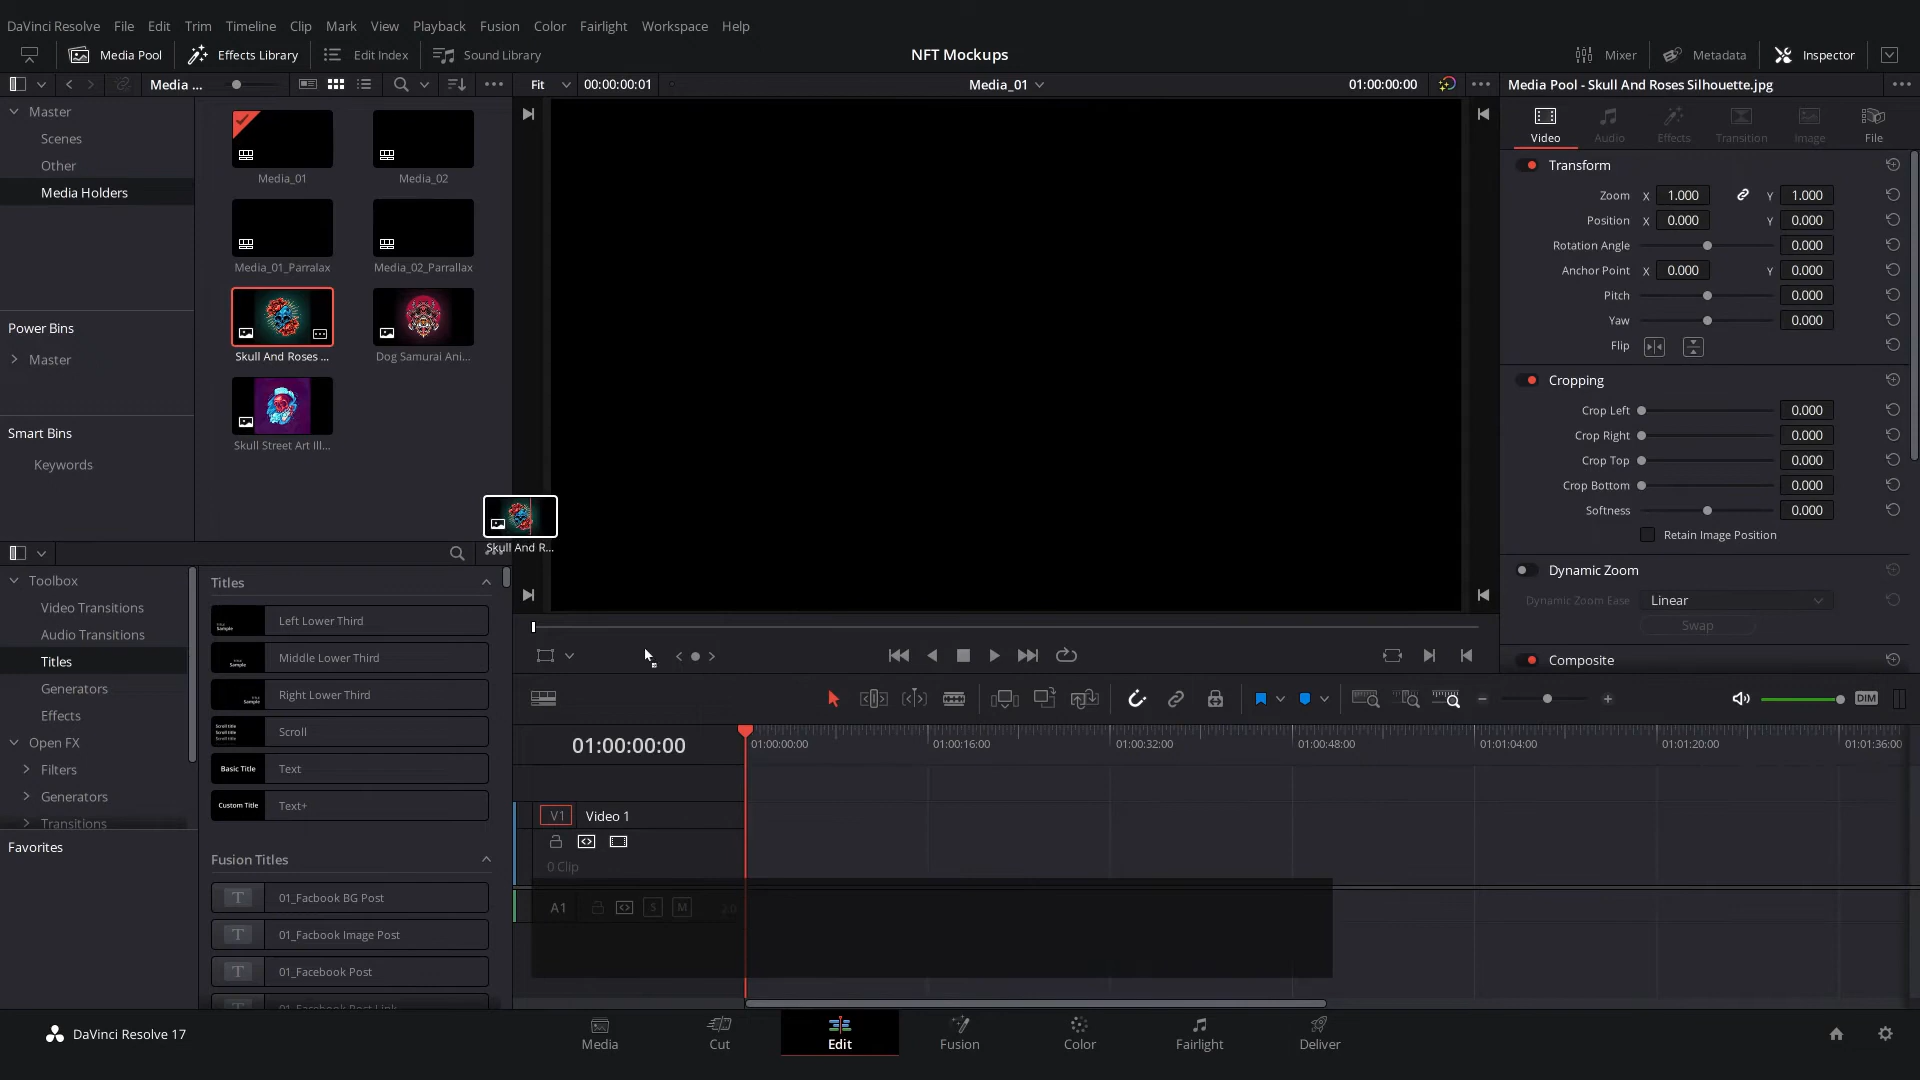 DaVinci Resolve File Edit Trim Timeline Clip Mark View Playback Fusion Color Fairlight Workspace Help
Media Pool Effects Library Edit Index Sound Library NFT Mockups Mixer Metadata Inspector
Media ... Fit 00:00:00:01 Media_01 01:00:00:00 Media Pool - Skull And Roses Silhouette.jpg
Master
Scenes
Other
Media Holders
Power Bins
Master
Smart Bins
Keywords
Media_01 Media_02
Media_01_Parralax Media_02_Parrallax
Skull And Roses ... Dog Samurai Ani...
Skull Street Art Ill...
Skull And R...
Video Audio Effects Transition Image File
Transform
Zoom X 1.000 Y 1.000
Position X 0.000 Y 0.000
Rotation Angle 0.000
Anchor Point X 0.000 Y 0.000
Pitch 0.000
Yaw 0.000
Flip
Cropping
Crop Left 0.000
Crop Right 0.000
Crop Top 0.000
Crop Bottom 0.000
Softness 0.000
Retain Image Position
Dynamic Zoom
Dynamic Zoom Ease Linear
Swap
Composite
Toolbox
Video Transitions
Audio Transitions
Titles
Generators
Effects
Open FX
Filters
Generators
Transitions
Favorites
Titles
Left Lower Third
Middle Lower Third
Right Lower Third
Scroll
Basic Title Text
Custom Title Text+
Fusion Titles
T 01_Facbook BG Post
T 01_Facbook Image Post
T 01_Facebook Post
01_Facebook Post Link
DIM
01:00:00:00 01:00:00:00 01:00:16:00 01:00:32:00 01:00:48:00 01:01:04:00 01:01:20:00 01:01:36:00
V1 Video 1
0 Clip
A1 S M 2.0
DaVinci Resolve 17 Media Cut Edit Fusion Color Fairlight Deliver